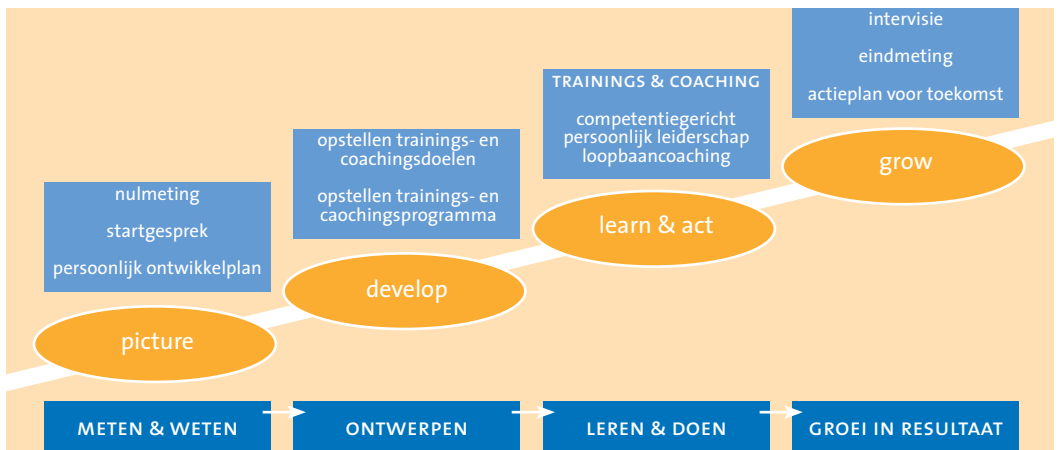 nulmeting
startgesprek
persoonlijk ontwikkelplan
picture
METEN & WETEN
opstellen trainings- en
coachingsdoelen
opstellen trainings- en
caochingsprogramma
develop
ONTWERPEN
TRAININGS & COACHING
competentiegericht
persoonlijk leiderschap
loopbaancoaching
learn & act
LEREN & DOEN
intervisie
eindmeting
actieplan voor toekomst
grow
GROEI IN RESULTAAT